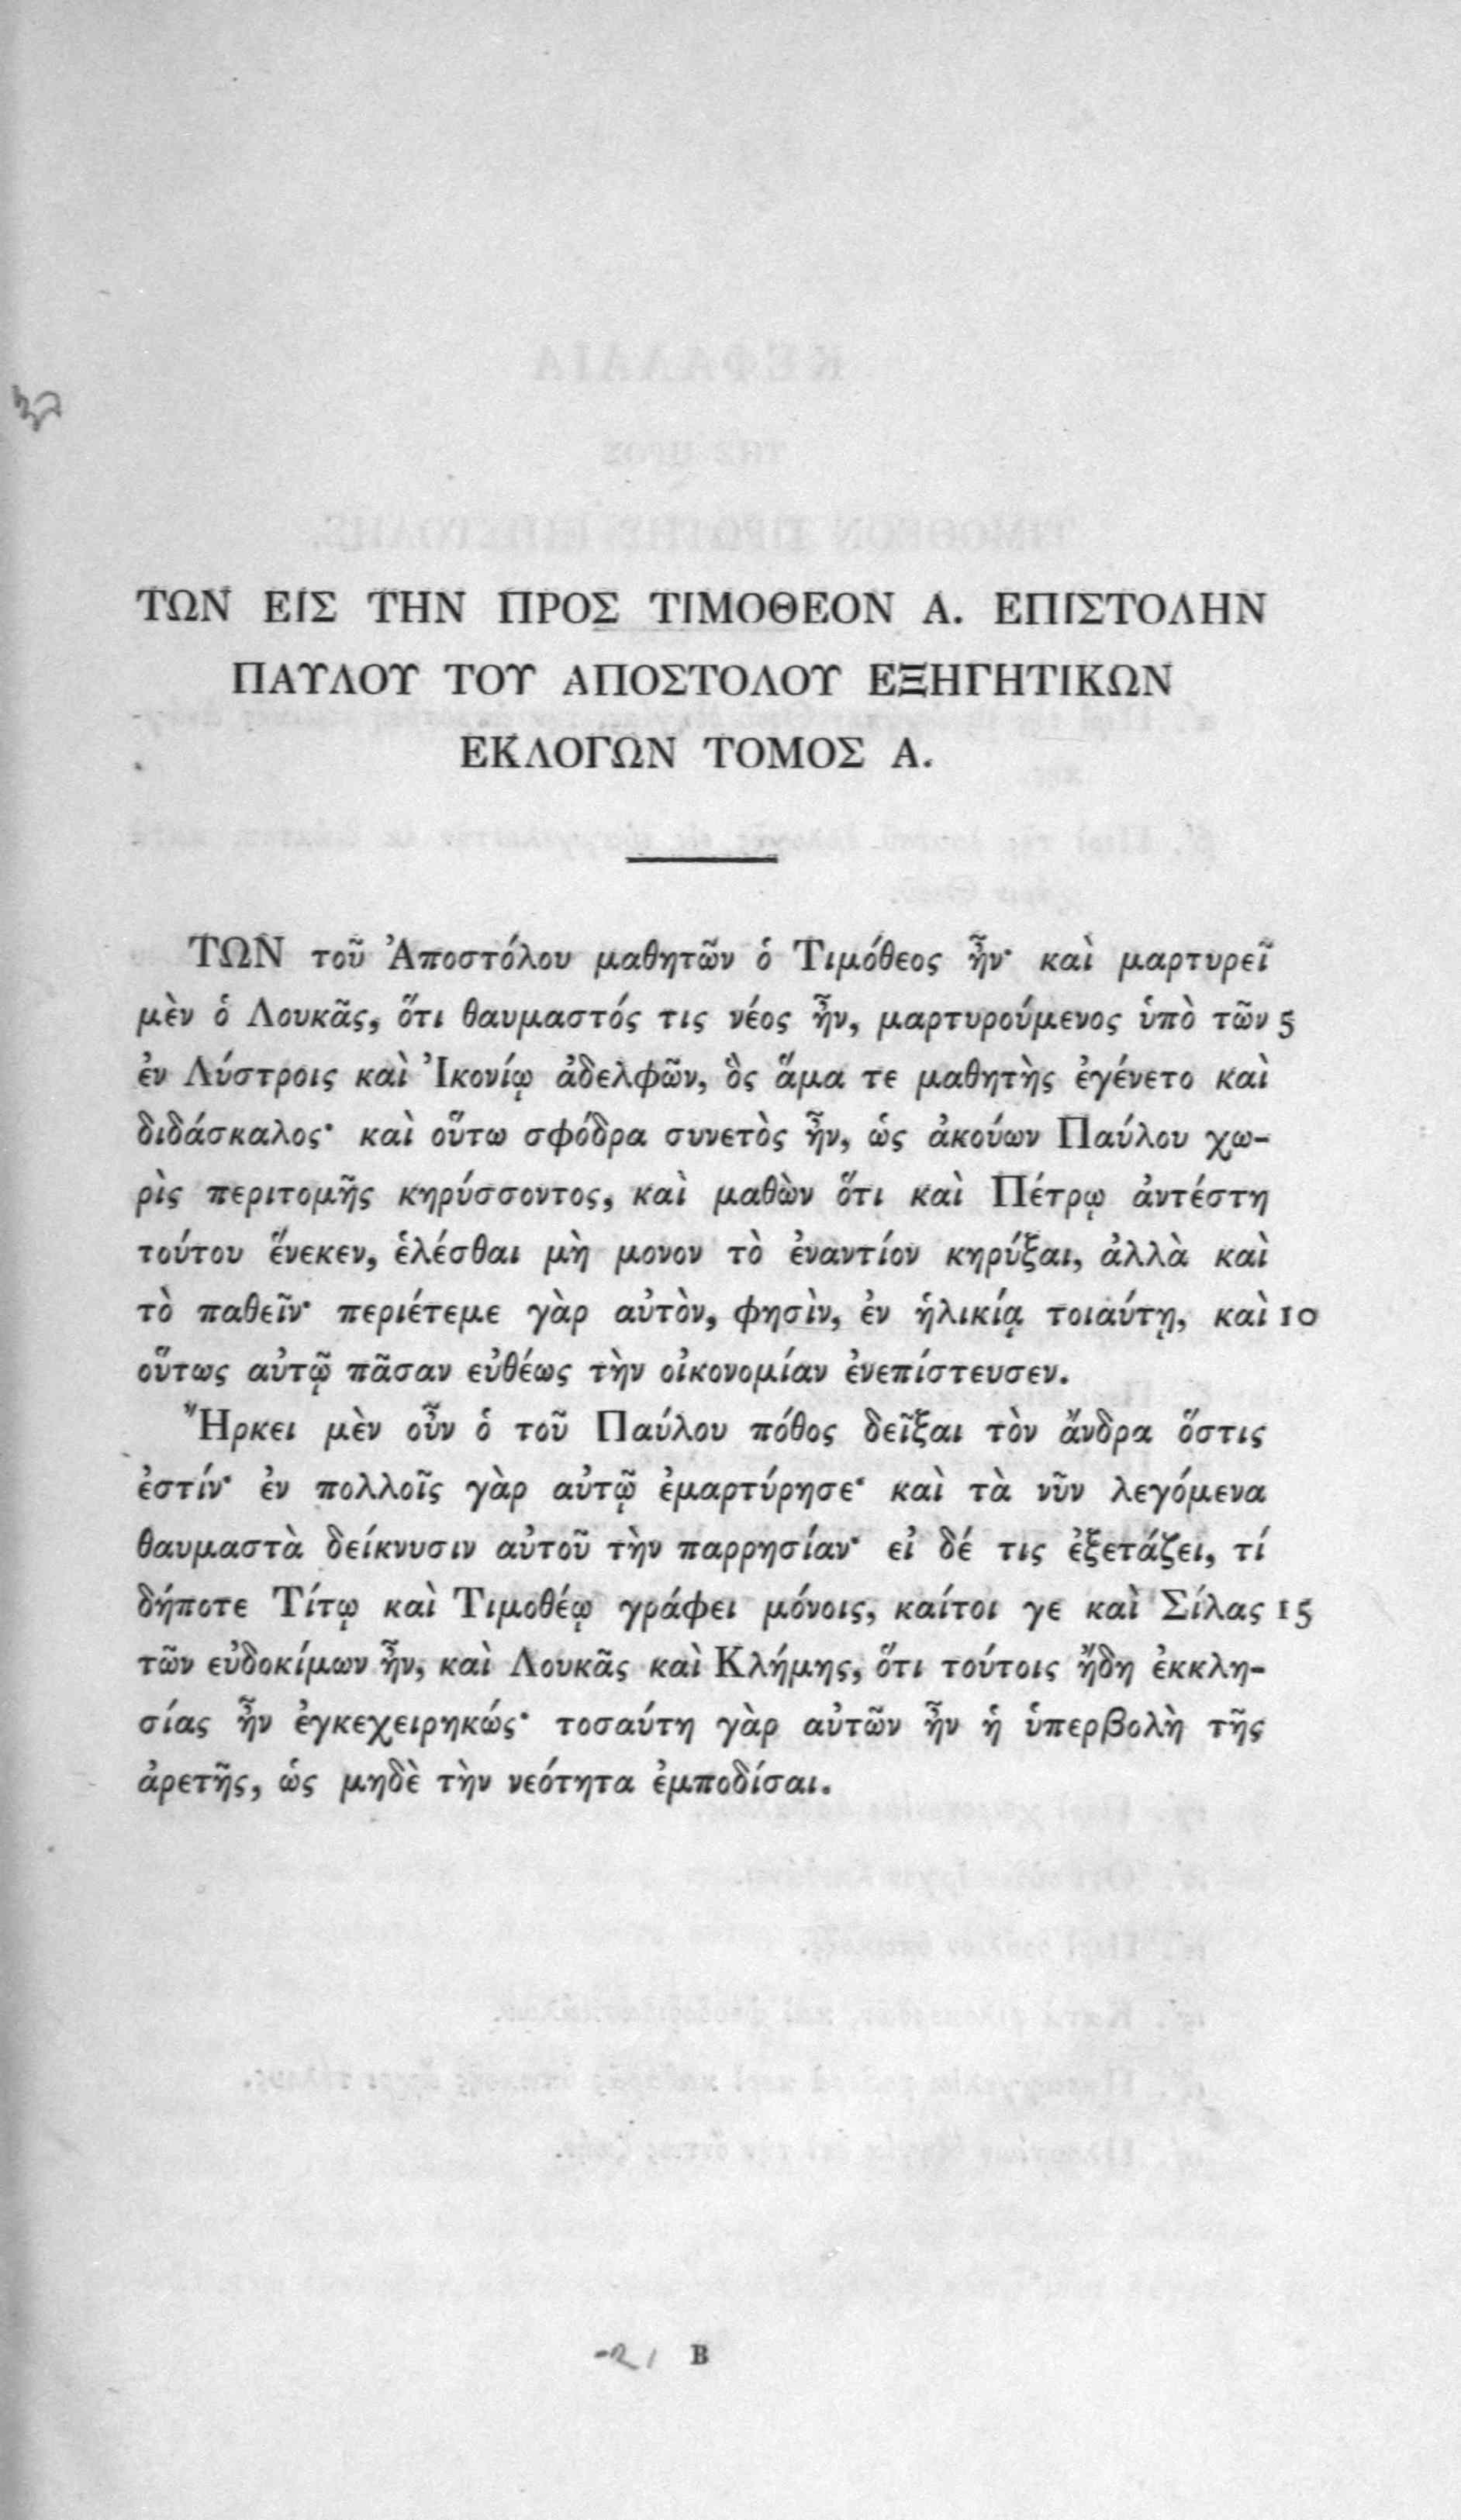 ΤΩΝ ΕΙΣ ΤΗΝ ΠΡΟΣ ΤΙΜΟΘΕΟΝ Α. ΕΠΙΣΤΟΛΗΝ
ΠΑΥΛΟΥ ΤΟΥ ΑΠΟΣΤΟΛΟΥ ΕΞΗΓΗΤΙΚΩΝ
ΕΚΛΟΓΩΝ ΤΟΜΟΣ Α.
ΤΩΝ τοῦ Ἀποστόλου μαθητῶν ὁ Τιμόθεος ἦν· καὶ μαρτυρεῖ
μὲν ὁ Λουκᾶς, ὅτι θαυμαστός τις νέος ἦν, μαρτυρούμενος ὑπὸ τῶν 5
ἐν Λύστροις καὶ Ἰκονίῳ ἀδελφῶν, ὃς ἅμα τε μαθητὴς ἐγένετο καὶ
διδάσκαλος· καὶ οὕτω σφόδρα συνετὸς ἦν, ὡς ἀκούων Παύλου χω-
ρὶς περιτομῆς κηρύσσοντος, καὶ μαθὼν ὅτι καὶ Πέτρῳ ἀντέστη
τούτου ἕνεκεν, ἑλέσθαι μὴ μονον τὸ ἐναντίον κηρύξαι, ἀλλὰ καὶ
τὸ παθεῖν· περιέτεμε γὰρ αὐτὸν, φησὶν, ἐν ἡλικίᾳ τοιαύτῃ, καὶ 10
οὕτως αὐτῷ πᾶσαν εὐθέως τὴν οἰκονομίαν ἐνεπίστευσεν.
Ἤρκει μὲν οὖν ὁ τοῦ Παύλου πόθος δεῖξαι τὸν ἄνδρα ὅστις
ἐστίν· ἐν πολλοῖς γὰρ αὐτῷ ἐμαρτύρησε· καὶ τὰ νῦν λεγόμενα
θαυμαστὰ δείκνυσιν αὐτοῦ τὴν παρρησίαν· εἰ δέ τις ἐξετάζει, τί
δήποτε Τίτῳ καὶ Τιμοθέῳ γράφει μόνοις, καίτοι γε καὶ Σίλας 15
τῶν εὐδοκίμων ἦν, καὶ Λουκᾶς καὶ Κλήμης, ὅτι τούτοις ἤδη ἐκκλη-
σίας ἦν ἐγκεχειρηκώς· τοσαύτη γὰρ αὐτῶν ἦν ἡ ὑπερβολὴ τῆς
ἀρετῆς, ὡς μηδὲ τὴν νεότητα ἐμποδίσαι.
B